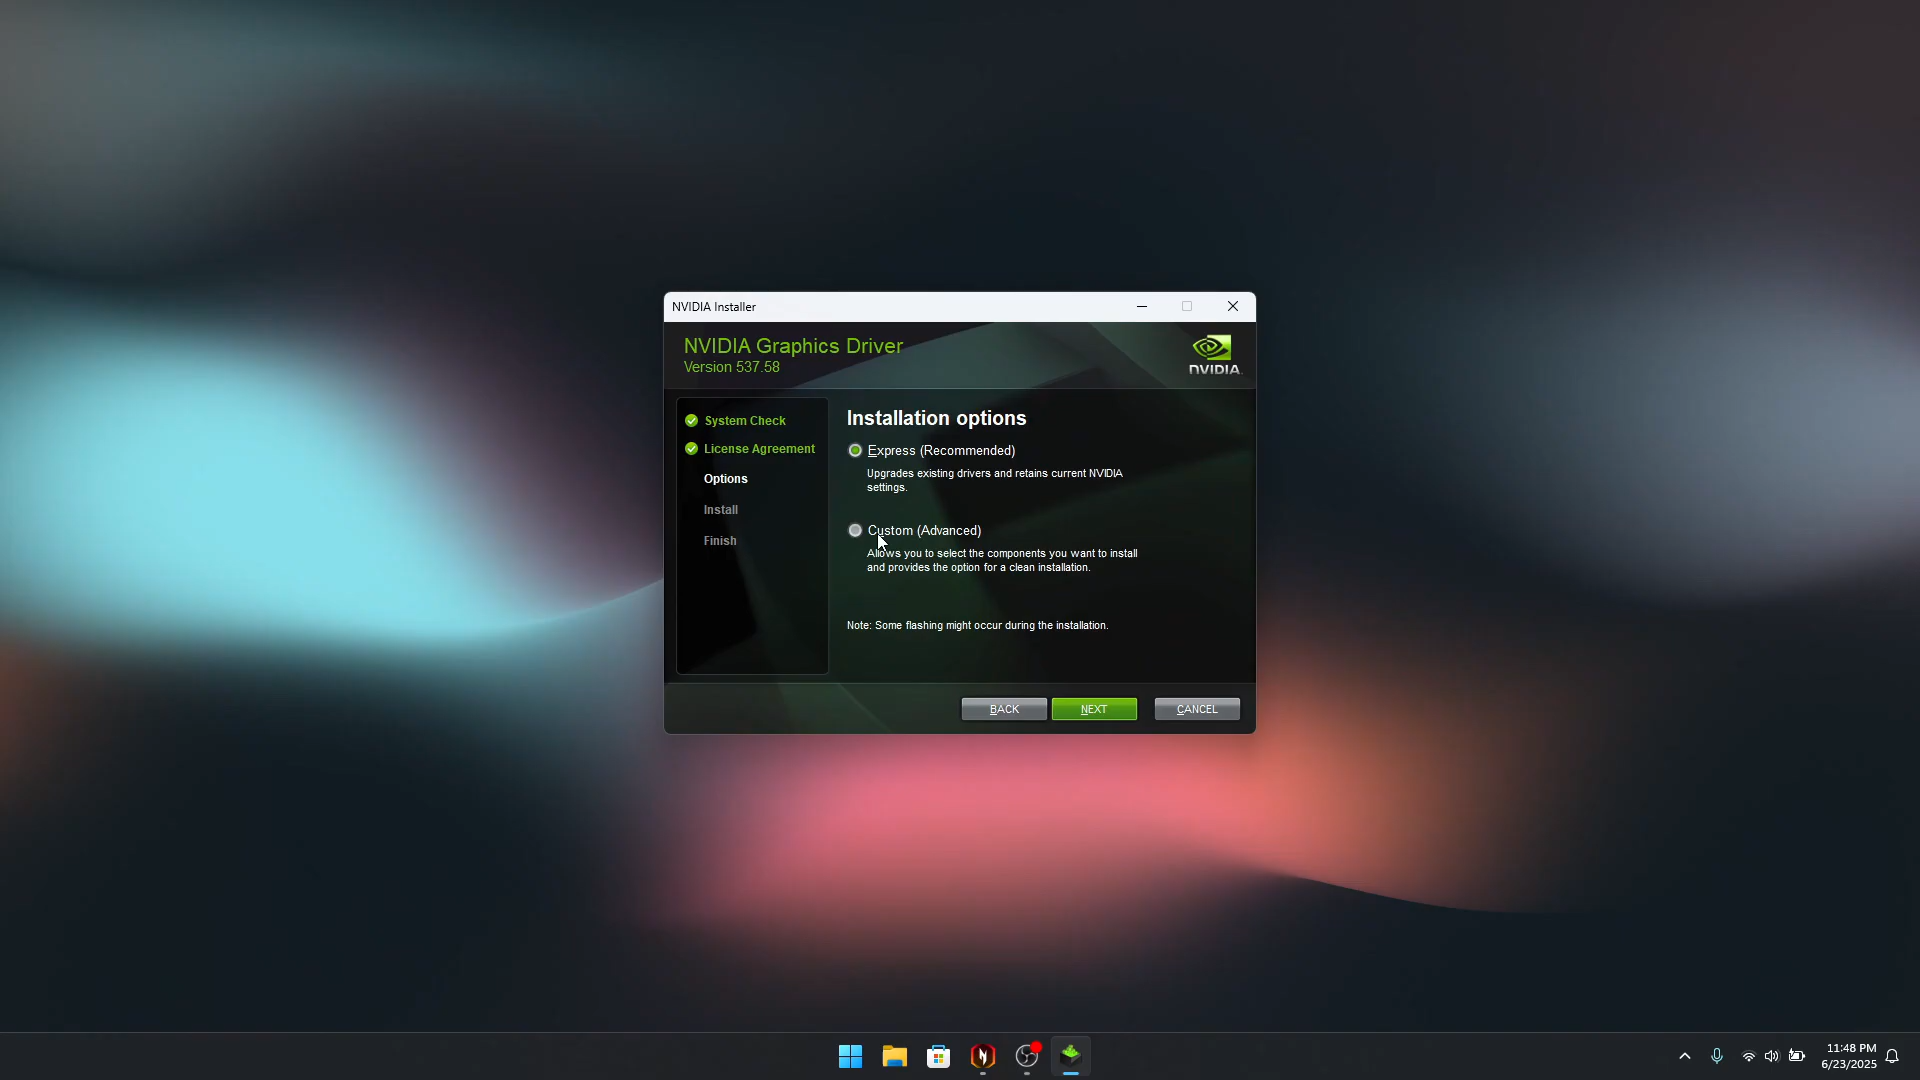 NVIDIA Installer
NVIDIA Graphics Driver
Version 537.58
NVIDIA.
System Check
License Agreement
Options
Install
Finish
Installation options
Express (Recommended)
Upgrades existing drivers and retains current NVIDIA
settings.
Custom (Advanced)
Allows you to select the components you want to install
and provides the option for a clean installation.
Note: Some flashing might occur during the installation.
BACK
NEXT
CANCEL
11:48 PM
6/23/2025